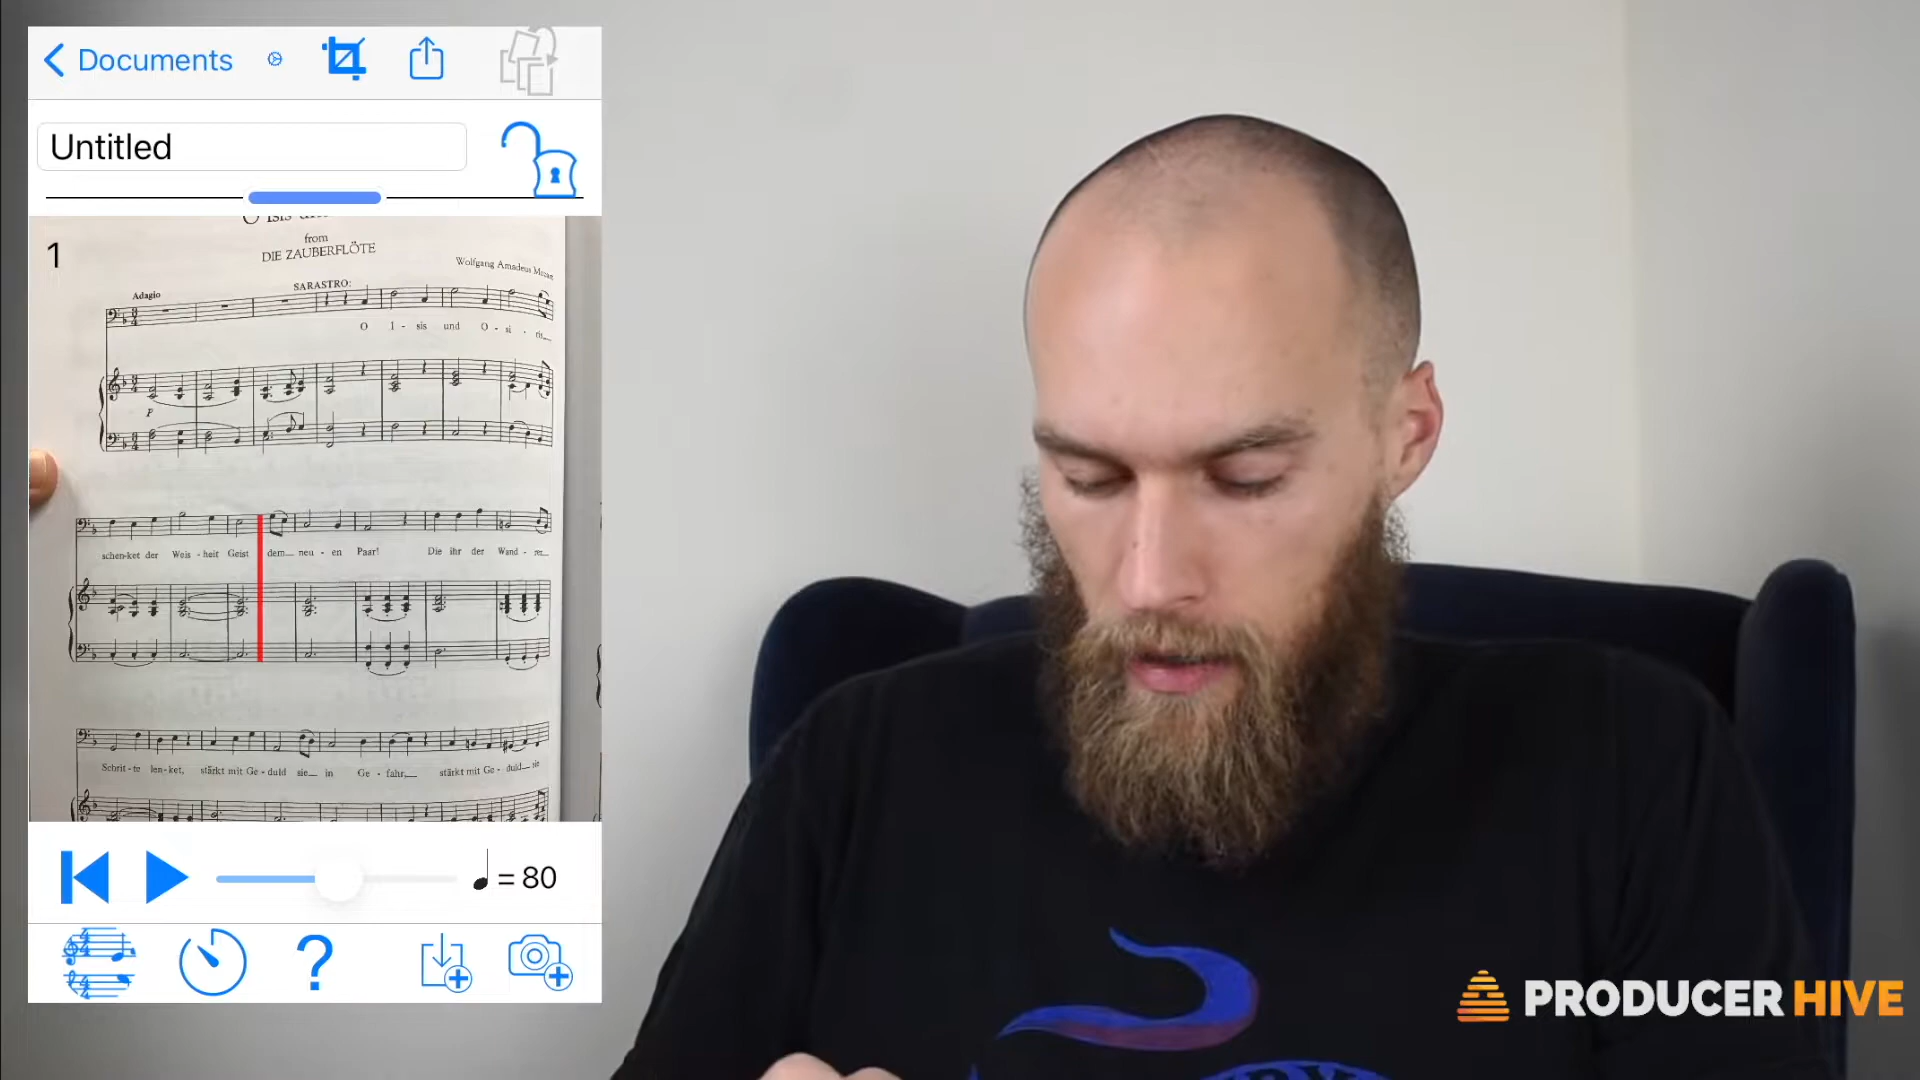 Documents
Untitled
1
from
DIE ZAUBERFLÖTE
Wolfgang Amadeus Mozart
Adagio
SARASTRO:
O I - sis und O - si - ris
P
schen-ket der Weis - heit Geist dem neu - en Paar! Die ihr der Wand - rer
Schrit - te len - ket, stärkt mit Ge - duld sie in Ge - fahr, stärkt mit Ge - duld sie
= 80
?
PRODUCER HIVE